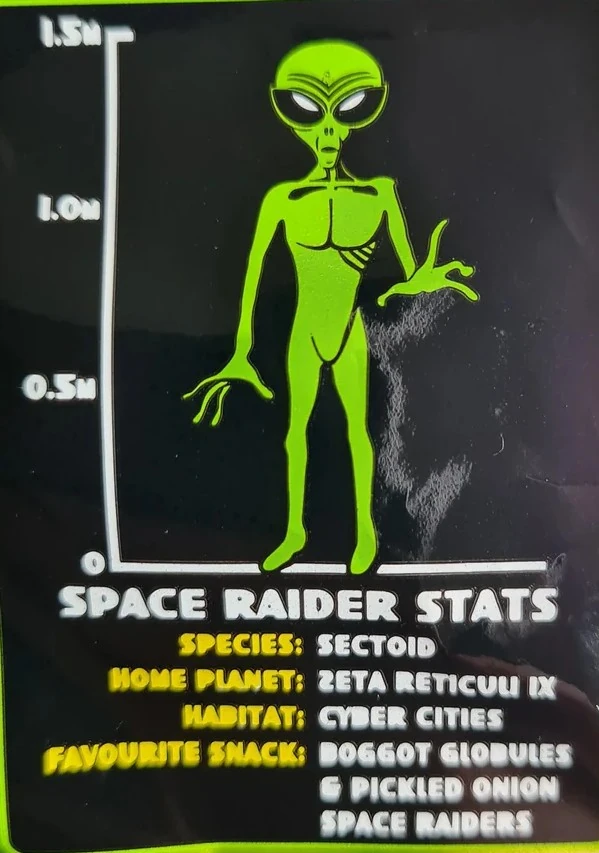 1.5M
1.0M
0.5M
0
SPACE RAIDER STATS
SPECIES: SECTOID
HOME PLANET: ZETA RETICULI IX
HABITAT: CYBER CITIES
FAVOURITE SNACK: BOGGOT GLOBULES
& PICKLED ONION
SPACE RAIDERS